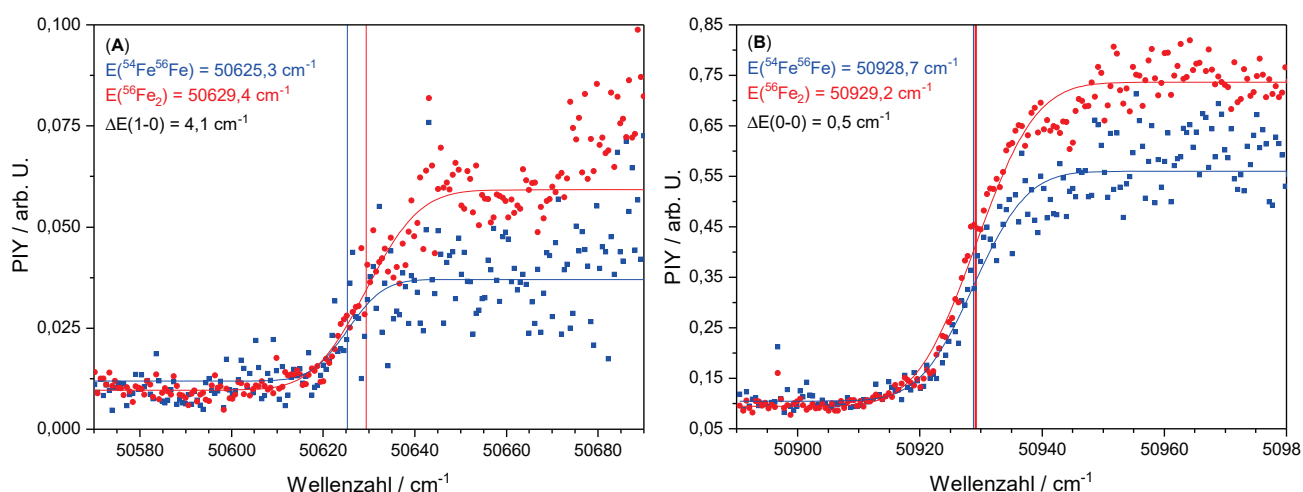 (A)
E(⁵⁴Fe⁵⁶Fe) = 50625,3 cm⁻¹
E(⁵⁶Fe₂) = 50629,4 cm⁻¹
ΔE(1-0) = 4,1 cm⁻¹
0,100
0,075
0,050
0,025
0,000
PIY / arb. U.
50580 50600 50620 50640 50660 50680
Wellenzahl / cm⁻¹
(B)
E(⁵⁴Fe⁵⁶Fe) = 50928,7 cm⁻¹
E(⁵⁶Fe₂) = 50929,2 cm⁻¹
ΔE(0-0) = 0,5 cm⁻¹
0,85
0,75
0,65
0,55
0,45
0,35
0,25
0,15
0,05
PIY / arb. U.
50900 50920 50940 50960 5098
Wellenzahl / cm⁻¹